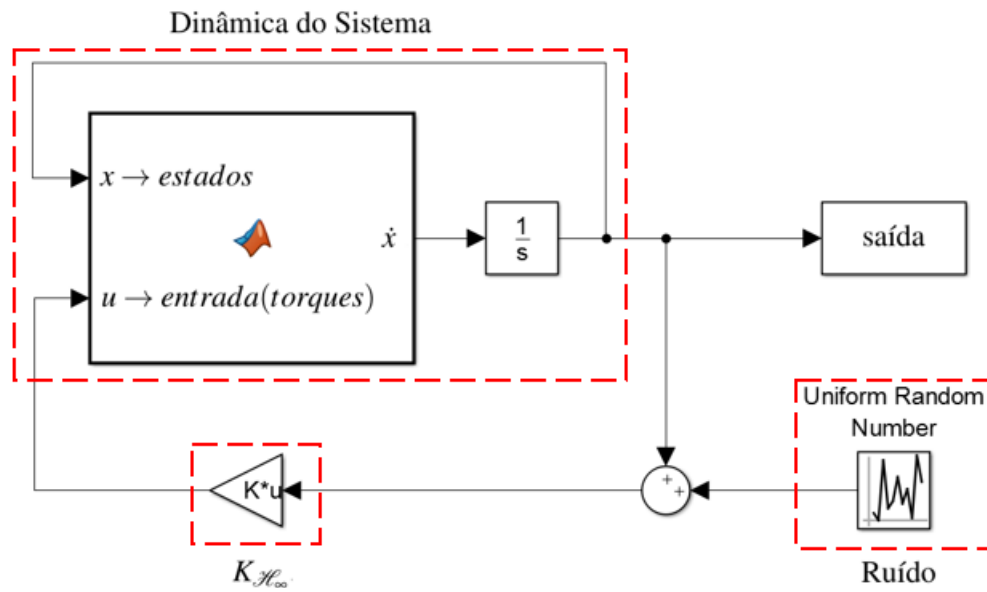 Dinâmica do Sistema
x → estados
ẋ
1
s
saída
u → entrada(torques)
Uniform Random
Number
K*u
+
+
K𝓗∞
Ruído